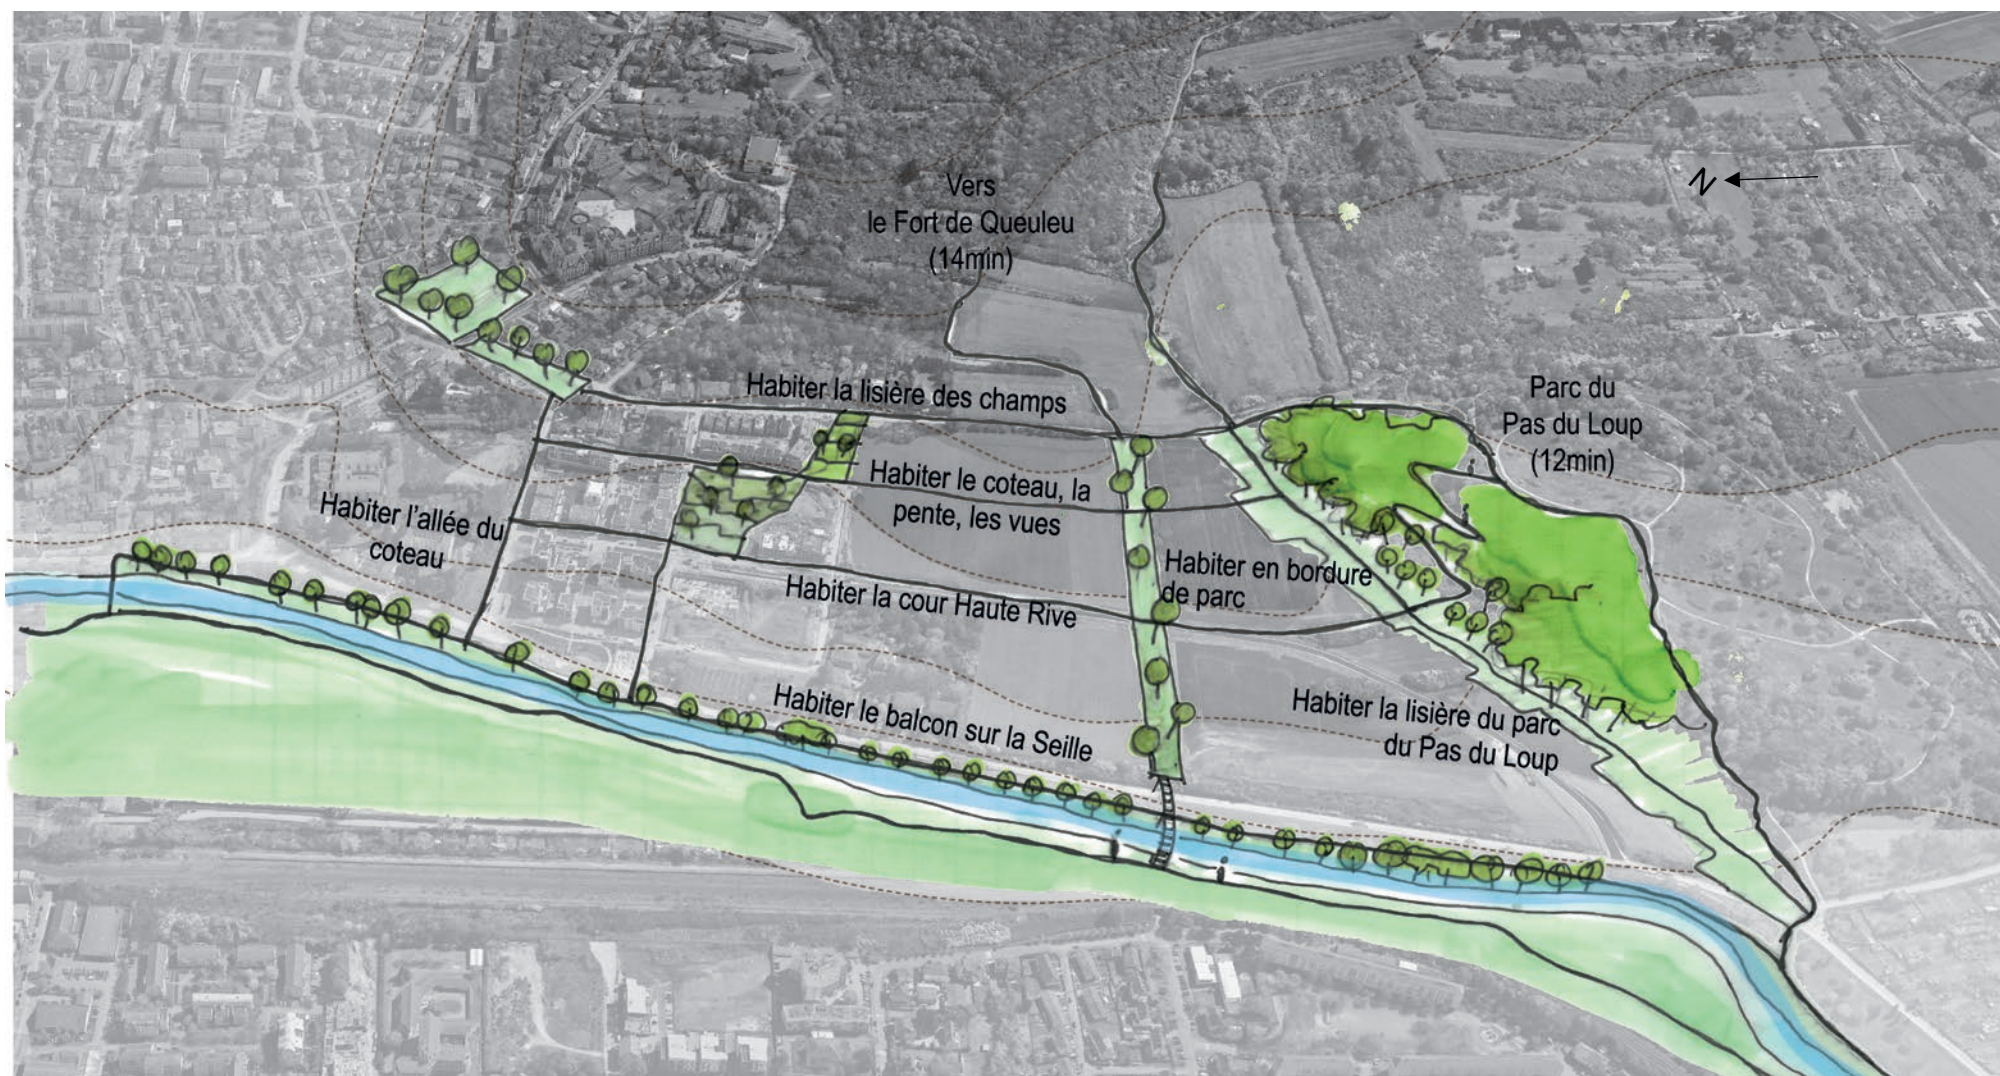 Vers
le Fort de Queuleu
(14min)
N
Habiter la lisière des champs
Parc du
Pas du Loup
(12min)
Habiter l'allée du
coteau
Habiter le coteau, la
pente, les vues
Habiter en bordure
de parc
Habiter la cour Haute Rive
Habiter le balcon sur la Seille
Habiter la lisière du parc
du Pas du Loup